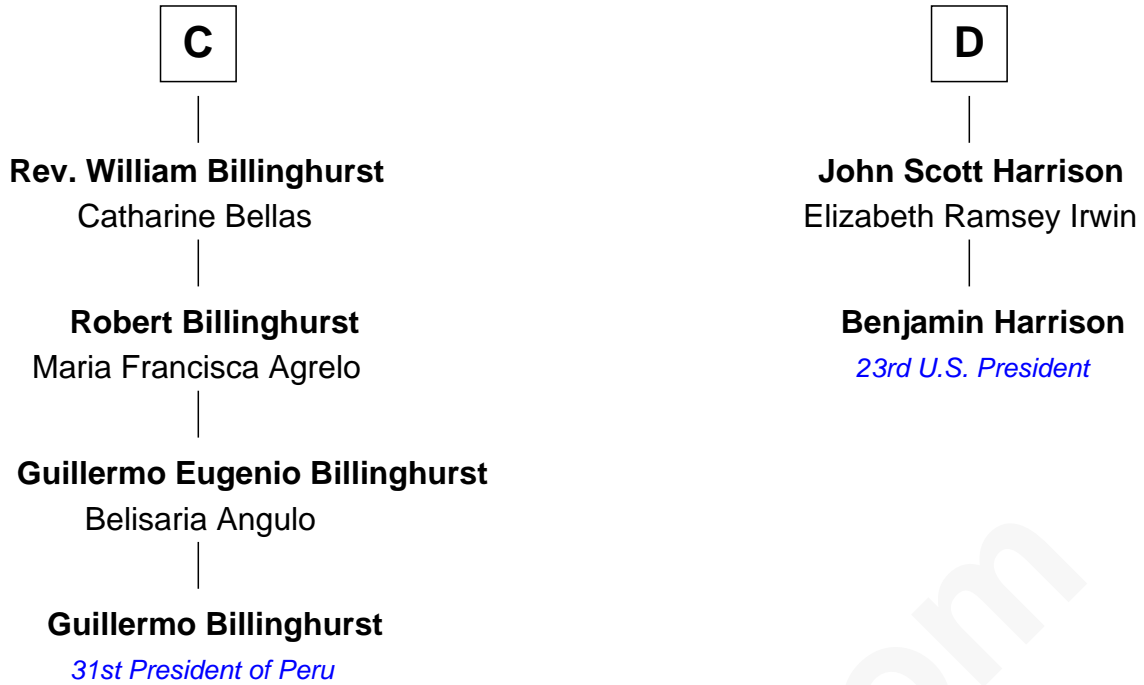 C
Rev. William Billinghurst
Catharine Bellas
Robert Billinghurst
Maria Francisca Agrelo
Guillermo Eugenio Billinghurst
Belisaria Angulo
Guillermo Billinghurst
31st President of Peru
D
John Scott Harrison
Elizabeth Ramsey Irwin
Benjamin Harrison
23rd U.S. President